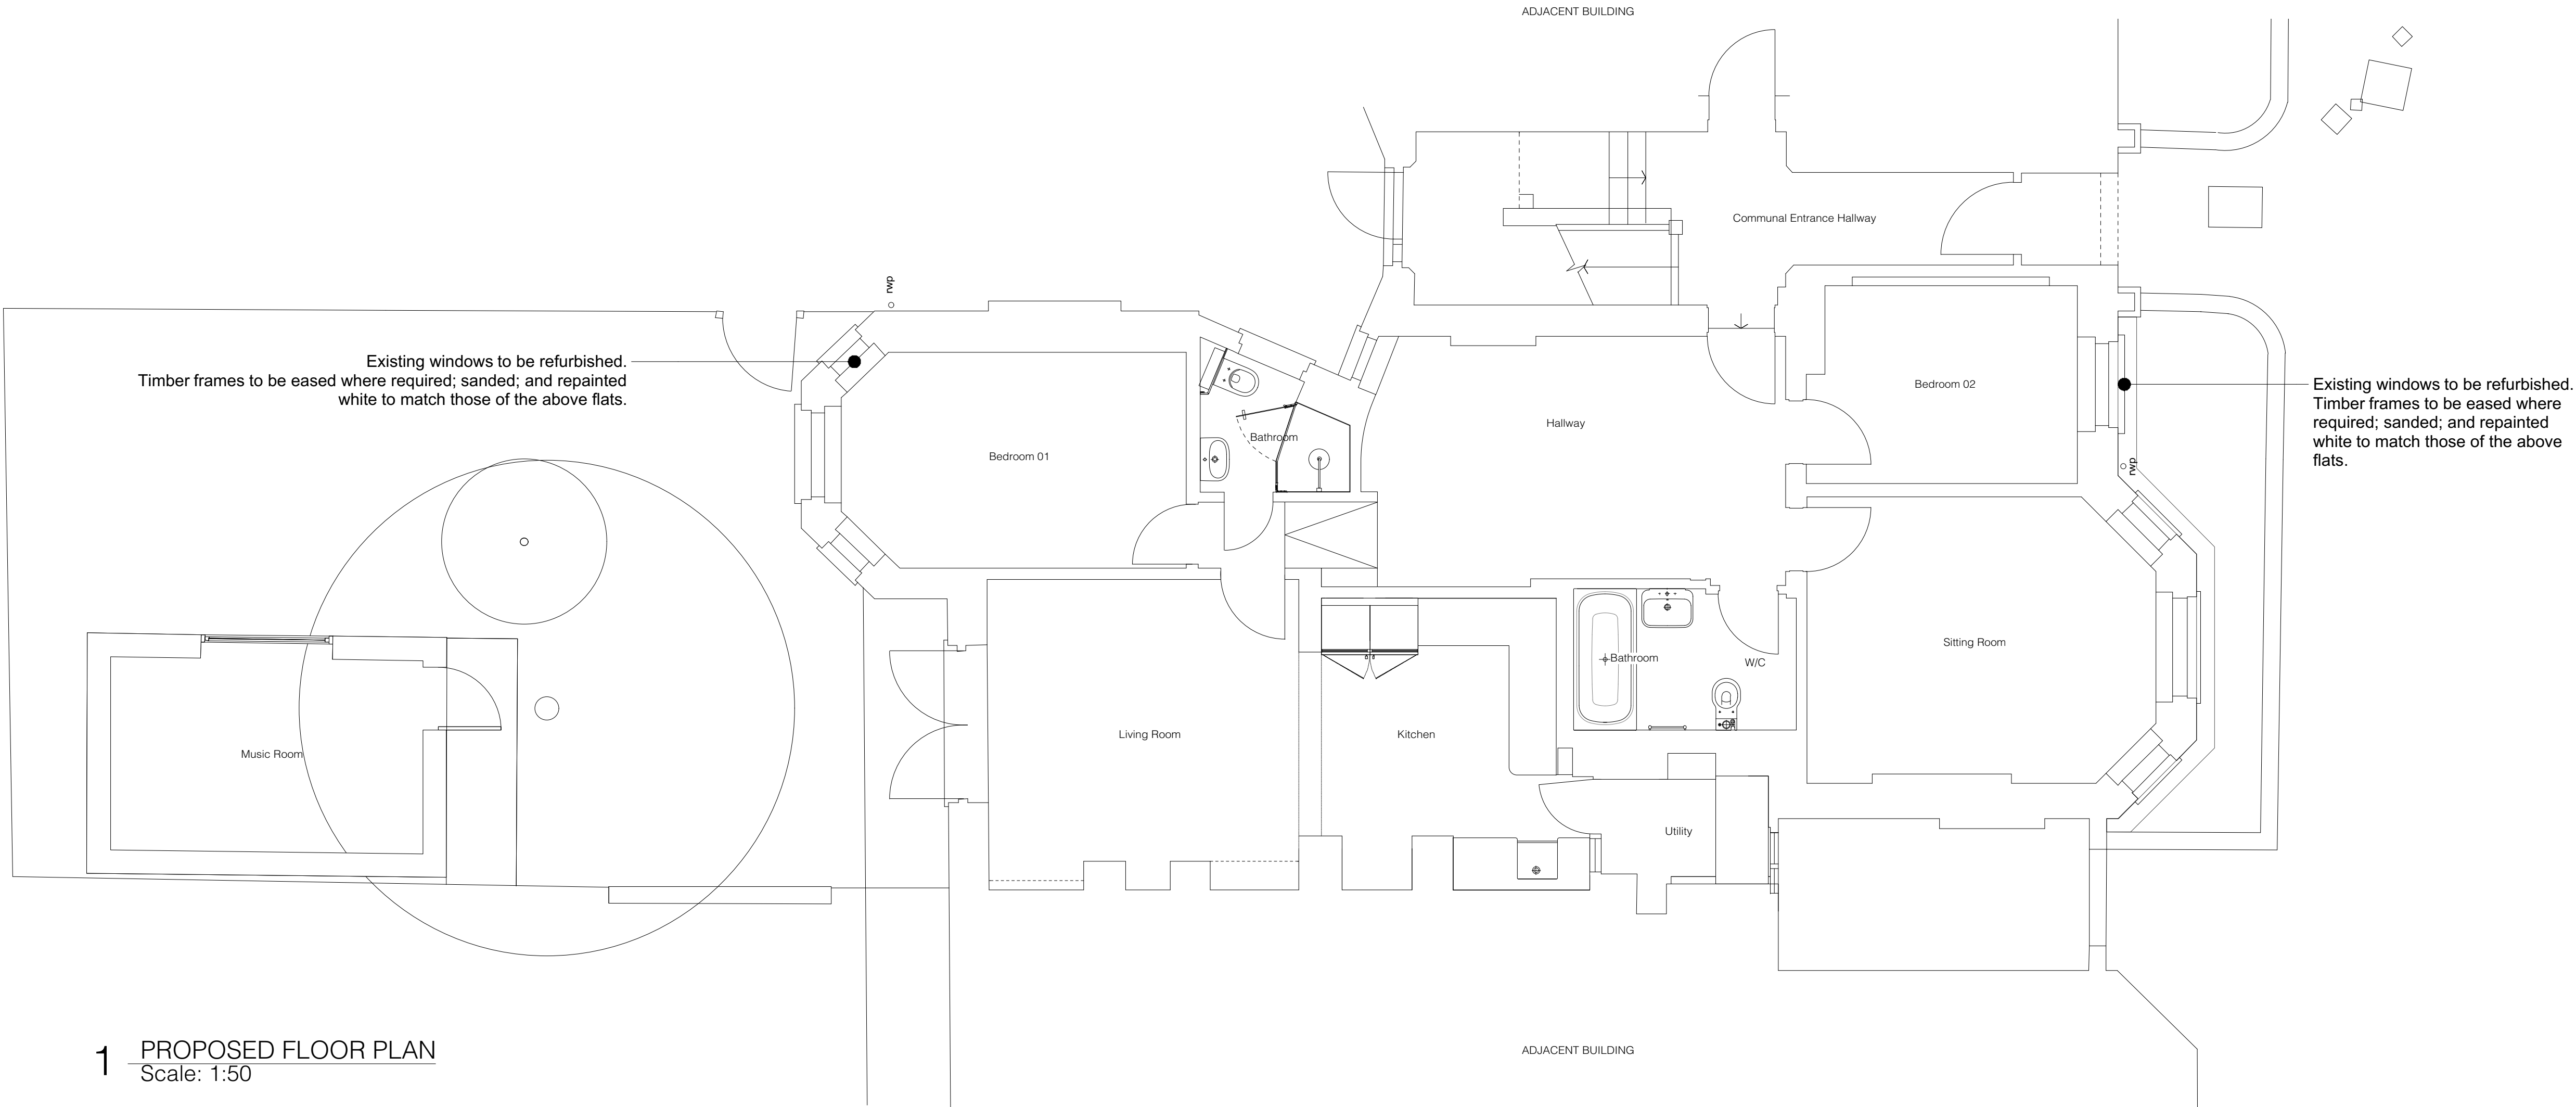 ADJACENT BUILDING
Communal Entrance Hallway
rwp
Existing windows to be refurbished.
Timber frames to be eased where required; sanded; and repainted
white to match those of the above flats.
Bedroom 02
Existing windows to be refurbished.
Timber frames to be eased where
required; sanded; and repainted
white to match those of the above
flats.
Hallway
Bathroom
Bedroom 01
rwp
Sitting Room
Bathroom
W/C
Living Room
Kitchen
Music Room
Utility
1
PROPOSED FLOOR PLAN
Scale: 1:50
ADJACENT BUILDING